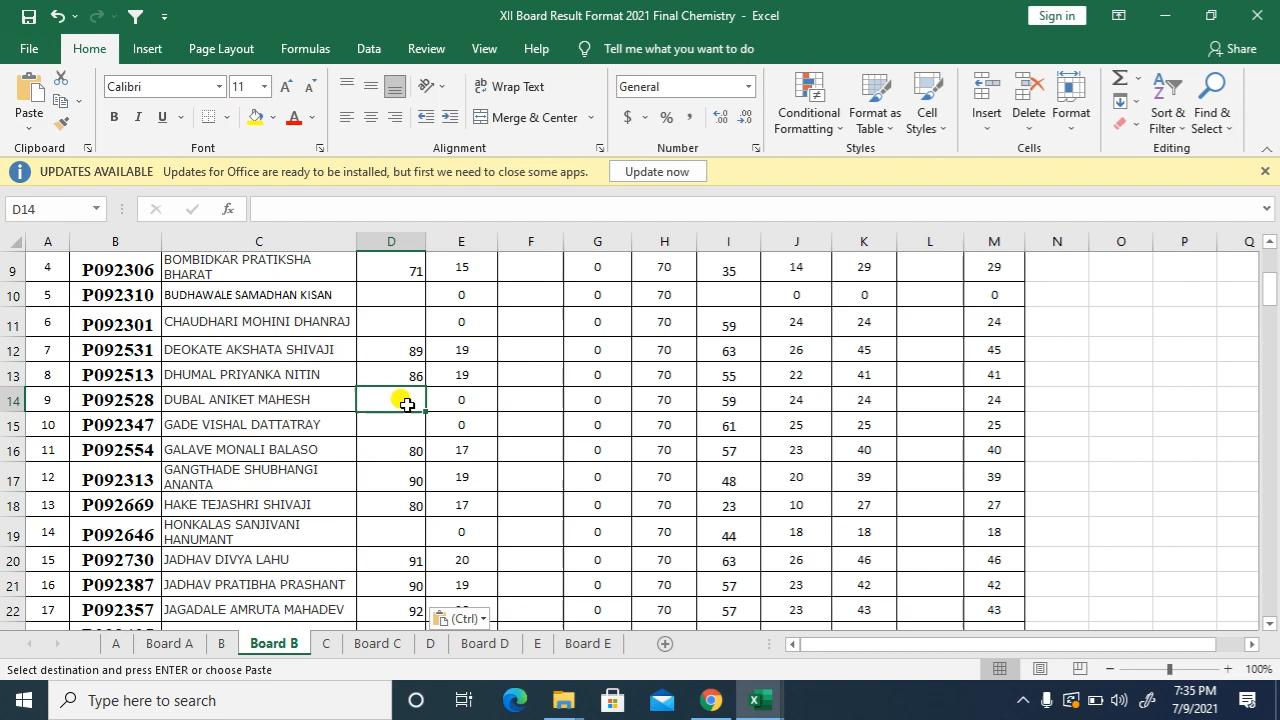 XII Board Result Format 2021 Final Chemistry - Excel
Sign in
File Home Insert Page Layout Formulas Data Review View Help Tell me what you want to do Share
Paste
Calibri 11
B I U A
ab Wrap Text
Merge & Center
General
$ % ,
Conditional Formatting
Format as Table
Cell Styles
Insert
Delete
Format
Sort & Filter
Find & Select
Clipboard Font Alignment Number Styles Cells Editing
UPDATES AVAILABLE Updates for Office are ready to be installed, but first we need to close some apps. Update now
D14 fx
A B C D E F G H I J K L M N O P Q
9 4 P092306 BOMBIDKAR PRATIKSHA BHARAT 71 15 0 70 35 14 29 29
10 5 P092310 BUDHAWALE SAMADHAN KISAN 0 0 70 0 0 0
11 6 P092301 CHAUDHARI MOHINI DHANRAJ 0 0 70 59 24 24 24
12 7 P092531 DEOKATE AKSHATA SHIVAJI 89 19 0 70 63 26 45 45
13 8 P092513 DHUMAL PRIYANKA NITIN 86 19 0 70 55 22 41 41
14 9 P092528 DUBAL ANIKET MAHESH 0 0 70 59 24 24 24
15 10 P092347 GADE VISHAL DATTATRAY 0 0 70 61 25 25 25
16 11 P092554 GALAVE MONALI BALASO 80 17 0 70 57 23 40 40
17 12 P092313 GANGTHADE SHUBHANGI ANANTA 90 19 0 70 48 20 39 39
18 13 P092669 HAKE TEJASHRI SHIVAJI 80 17 0 70 23 10 27 27
19 14 P092646 HONKALAS SANJIVANI HANUMANT 0 0 70 44 18 18 18
20 15 P092730 JADHAV DIVYA LAHU 91 20 0 70 63 26 46 46
21 16 P092387 JADHAV PRATIBHA PRASHANT 90 19 0 70 57 23 42 42
22 17 P092357 JAGADALE AMRUTA MAHADEV 92 0 70 57 23 43 43
(Ctrl)
A Board A B Board B C Board C D Board D E Board E
Select destination and press ENTER or choose Paste
100%
Type here to search
7:35 PM
7/9/2021